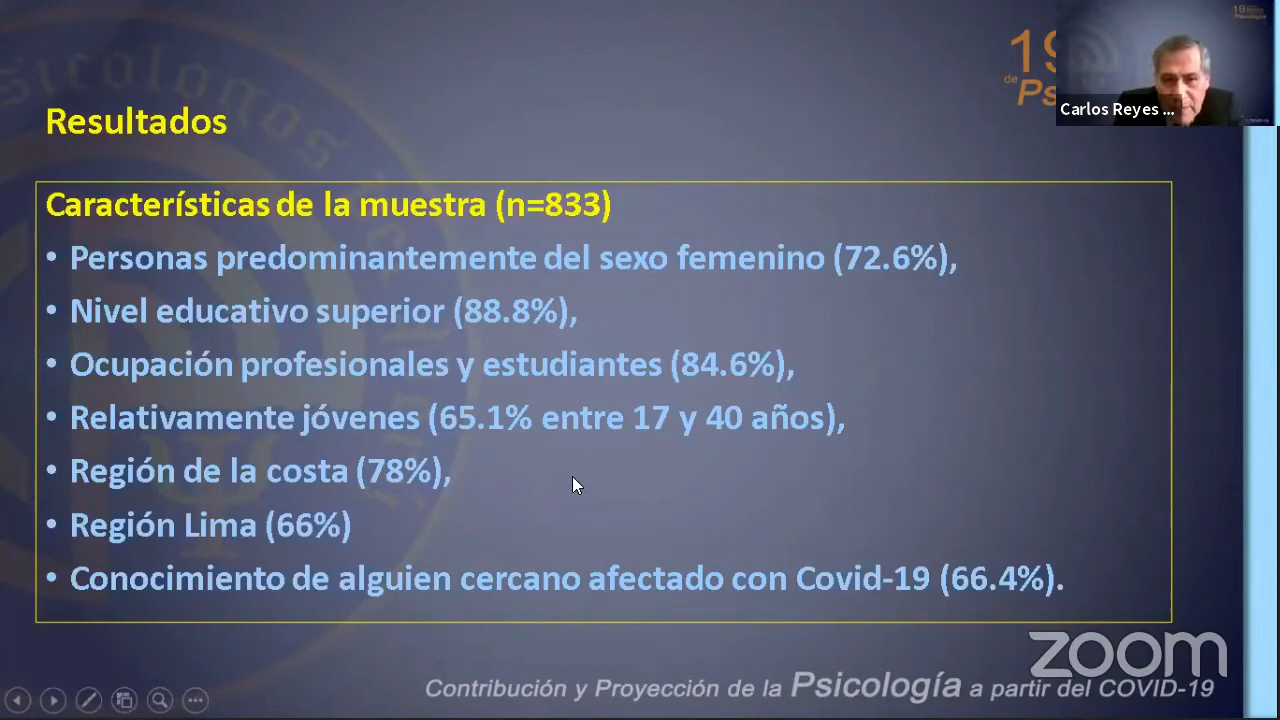 19
de
Ps
Carlos Reyes ...
Resultados
Características de la muestra (n=833)
• Personas predominantemente del sexo femenino (72.6%),
• Nivel educativo superior (88.8%),
• Ocupación profesionales y estudiantes (84.6%),
• Relativamente jóvenes (65.1% entre 17 y 40 años),
• Región de la costa (78%),
• Región Lima (66%)
• Conocimiento de alguien cercano afectado con Covid-19 (66.4%).
zoom
Contribución y Proyección de la Psicología a partir del COVID-19